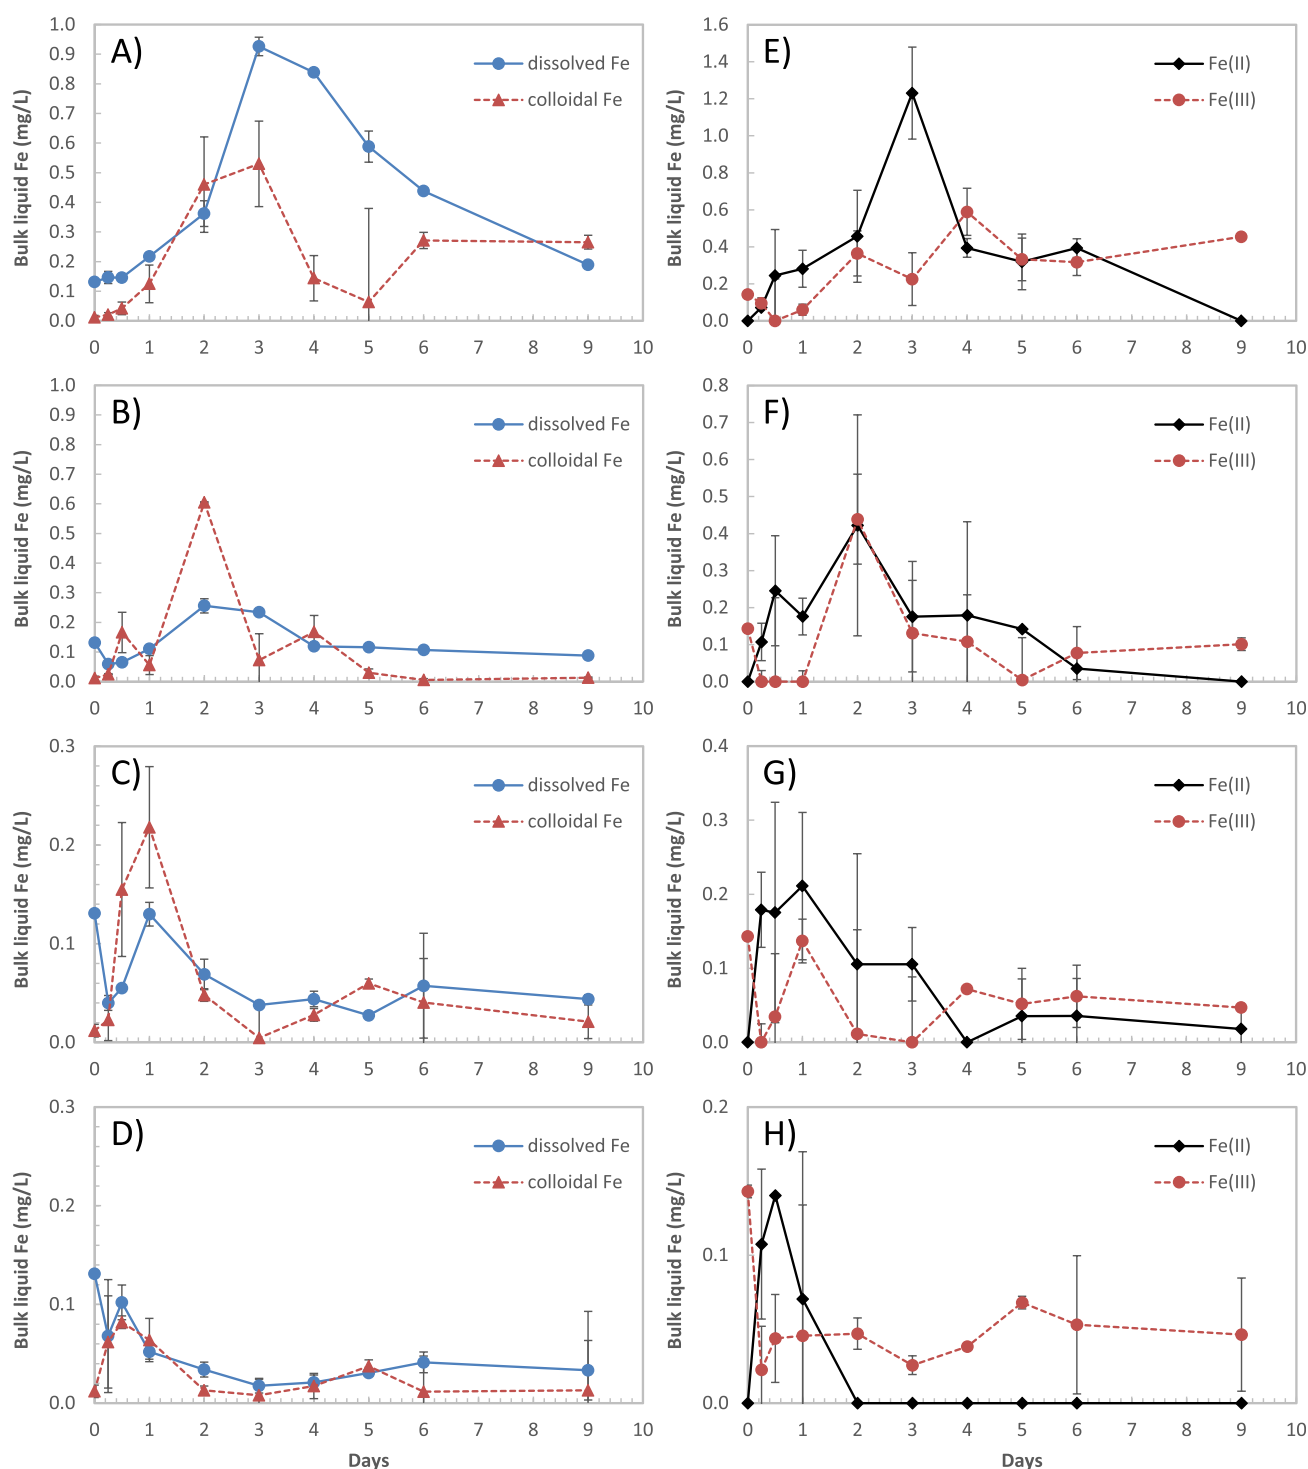 A)
dissolved Fe
colloidal Fe
Bulk liquid Fe (mg/L)
1.0
0.9
0.8
0.7
0.6
0.5
0.4
0.3
0.2
0.1
0.0
0 1 2 3 4 5 6 7 8 9 10
E)
Fe(II)
Fe(III)
Bulk liquid Fe (mg/L)
1.6
1.4
1.2
1.0
0.8
0.6
0.4
0.2
0.0
0 1 2 3 4 5 6 7 8 9 10
B)
dissolved Fe
colloidal Fe
Bulk liquid Fe (mg/L)
1.0
0.9
0.8
0.7
0.6
0.5
0.4
0.3
0.2
0.1
0.0
0 1 2 3 4 5 6 7 8 9 10
F)
Fe(II)
Fe(III)
Bulk liquid Fe (mg/L)
0.8
0.7
0.6
0.5
0.4
0.3
0.2
0.1
0.0
0 1 2 3 4 5 6 7 8 9 10
C)
dissolved Fe
colloidal Fe
Bulk liquid Fe (mg/L)
0.3
0.2
0.1
0.0
0 1 2 3 4 5 6 7 8 9 10
G)
Fe(II)
Fe(III)
Bulk liquid Fe (mg/L)
0.4
0.3
0.2
0.1
0.0
0 1 2 3 4 5 6 7 8 9 10
D)
dissolved Fe
colloidal Fe
Bulk liquid Fe (mg/L)
0.3
0.2
0.1
0.0
0 1 2 3 4 5 6 7 8 9 10
Days
H)
Fe(II)
Fe(III)
Bulk liquid Fe (mg/L)
0.2
0.1
0.0
0 1 2 3 4 5 6 7 8 9 10
Days